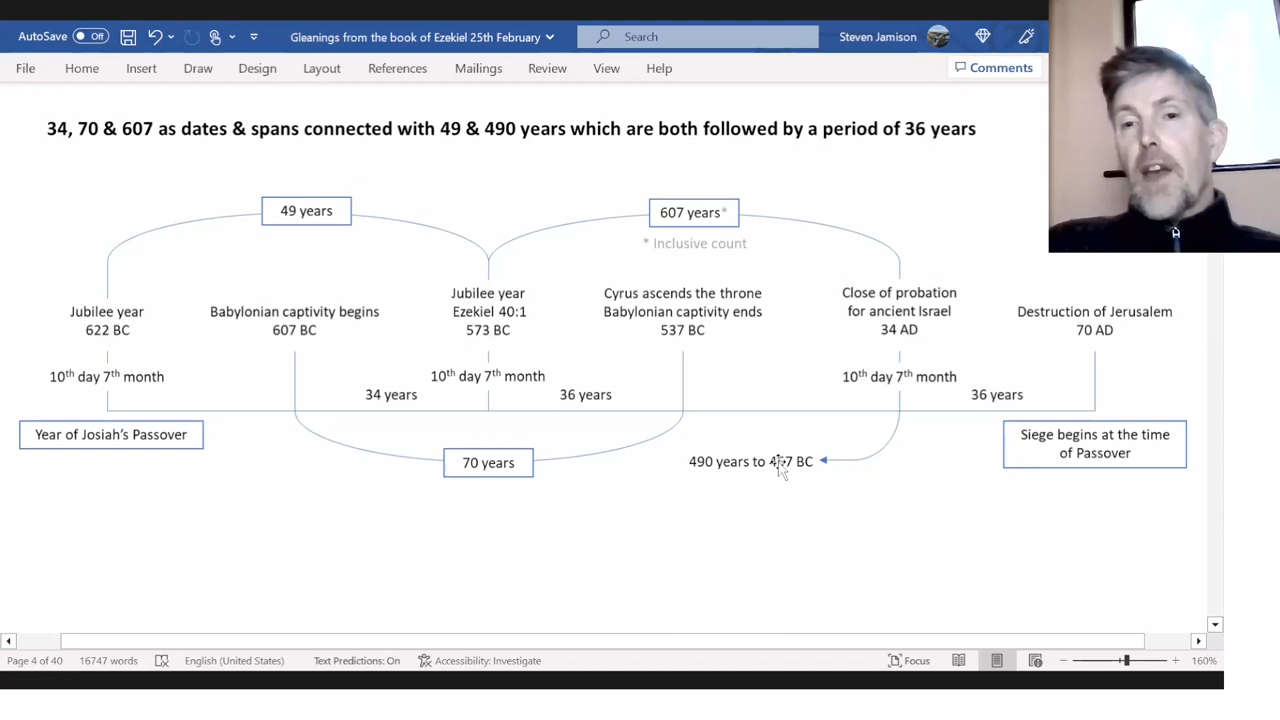 AutoSave Off Gleanings from the book of Ezekiel 25th February Search Steven Jamison
File Home Insert Draw Design Layout References Mailings Review View Help Comments
34, 70 & 607 as dates & spans connected with 49 & 490 years which are both followed by a period of 36 years
49 years
607 years*
* Inclusive count
Jubilee year
622 BC
Babylonian captivity begins
607 BC
Jubilee year
Ezekiel 40:1
573 BC
Cyrus ascends the throne
Babylonian captivity ends
537 BC
Close of probation
for ancient Israel
34 AD
Destruction of Jerusalem
70 AD
10th day 7th month
10th day 7th month
10th day 7th month
34 years
36 years
36 years
Year of Josiah's Passover
70 years
490 years to BC
Siege begins at the time
of Passover
Page 4 of 40 16747 words English (United States) Text Predictions: On Accessibility: Investigate Focus 160%